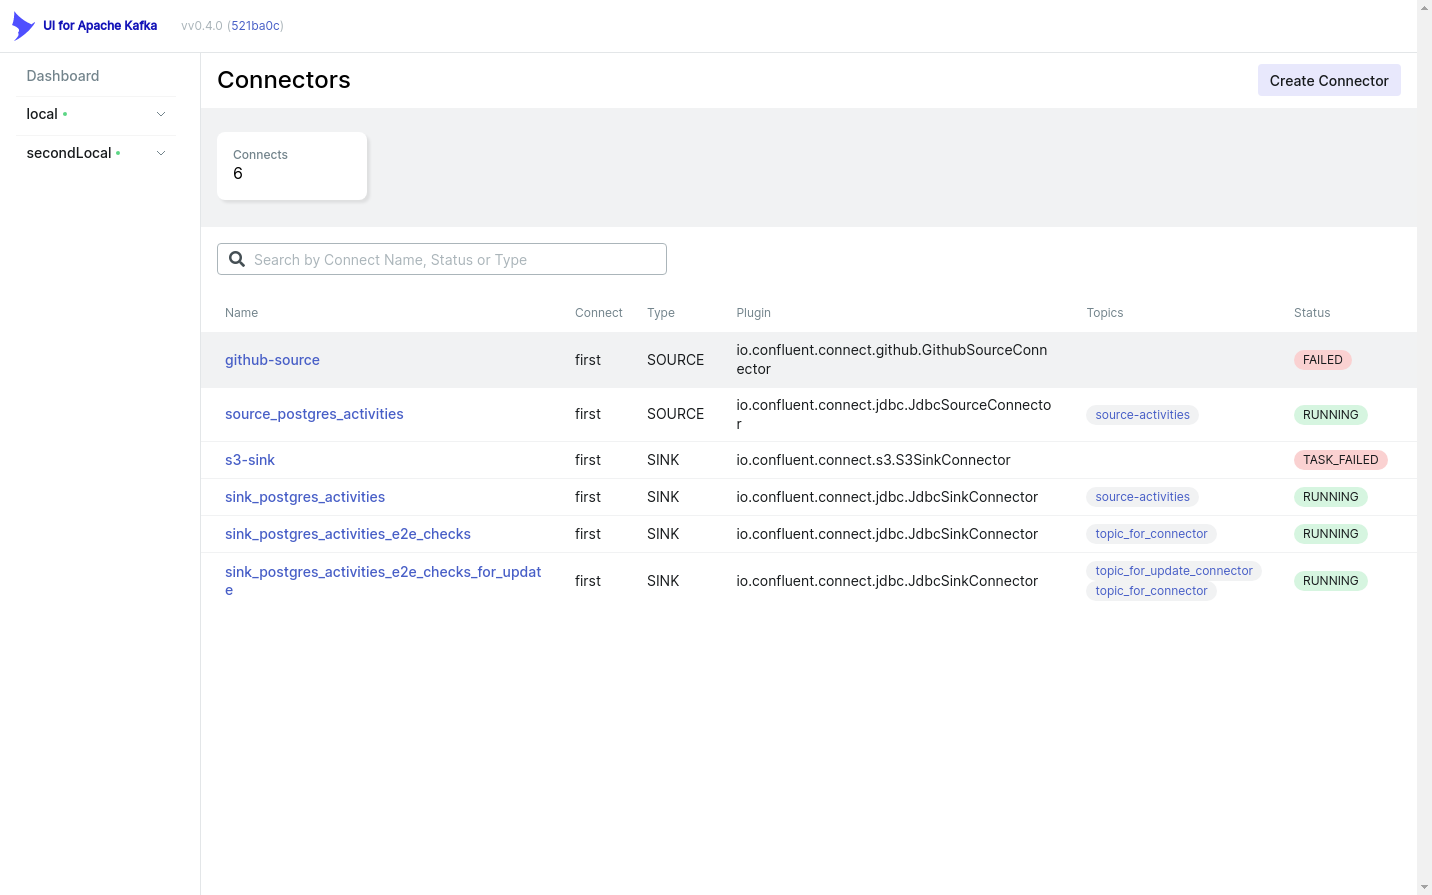 UI for Apache Kafka vv0.4.0 (521ba0c)
Dashboard
local
secondLocal
Connectors
Create Connector
Connects
6
Search by Connect Name, Status or Type
Name Connect Type Plugin Topics Status
github-source first SOURCE io.confluent.connect.github.GithubSourceConn
ector FAILED
source_postgres_activities first SOURCE io.confluent.connect.jdbc.JdbcSourceConnecto
r source-activities RUNNING
s3-sink first SINK io.confluent.connect.s3.S3SinkConnector TASK_FAILED
sink_postgres_activities first SINK io.confluent.connect.jdbc.JdbcSinkConnector source-activities RUNNING
sink_postgres_activities_e2e_checks first SINK io.confluent.connect.jdbc.JdbcSinkConnector topic_for_connector RUNNING
sink_postgres_activities_e2e_checks_for_updat
e first SINK io.confluent.connect.jdbc.JdbcSinkConnector topic_for_update_connector
topic_for_connector RUNNING